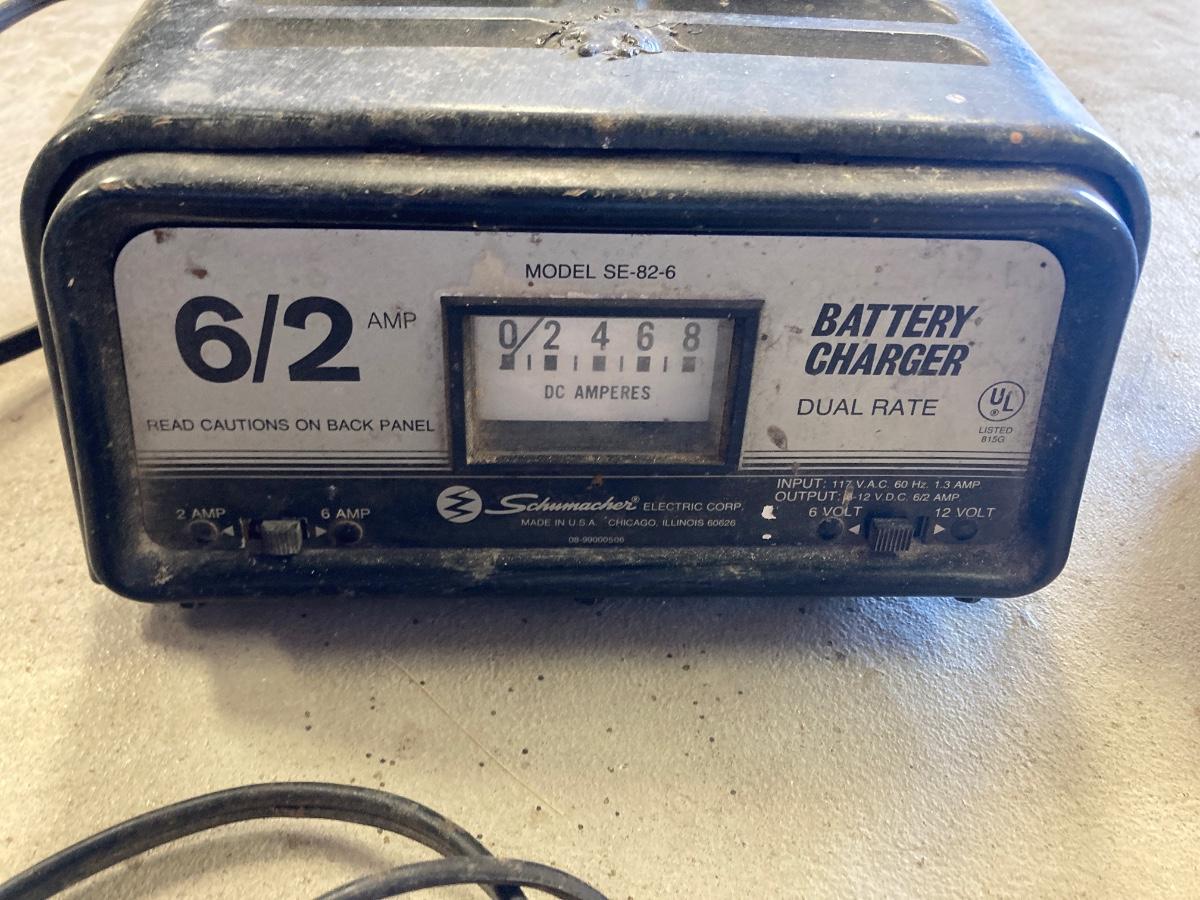 MODEL SE-82-6
6/2 AMP
READ CAUTIONS ON BACK PANEL
0 2 4 6 8
DC AMPERES
BATTERY
CHARGER
DUAL RATE
UL
®
LISTED
815G
Schumacher® ELECTRIC CORP.
MADE IN U.S.A. CHICAGO, ILLINOIS 60626
08-99000506
INPUT: 117 V.A.C. 60 Hz. 1.3 AMP.
OUTPUT: -12 V.D.C. 6/2 AMP.
2 AMP 6 AMP
6 VOLT 12 VOLT